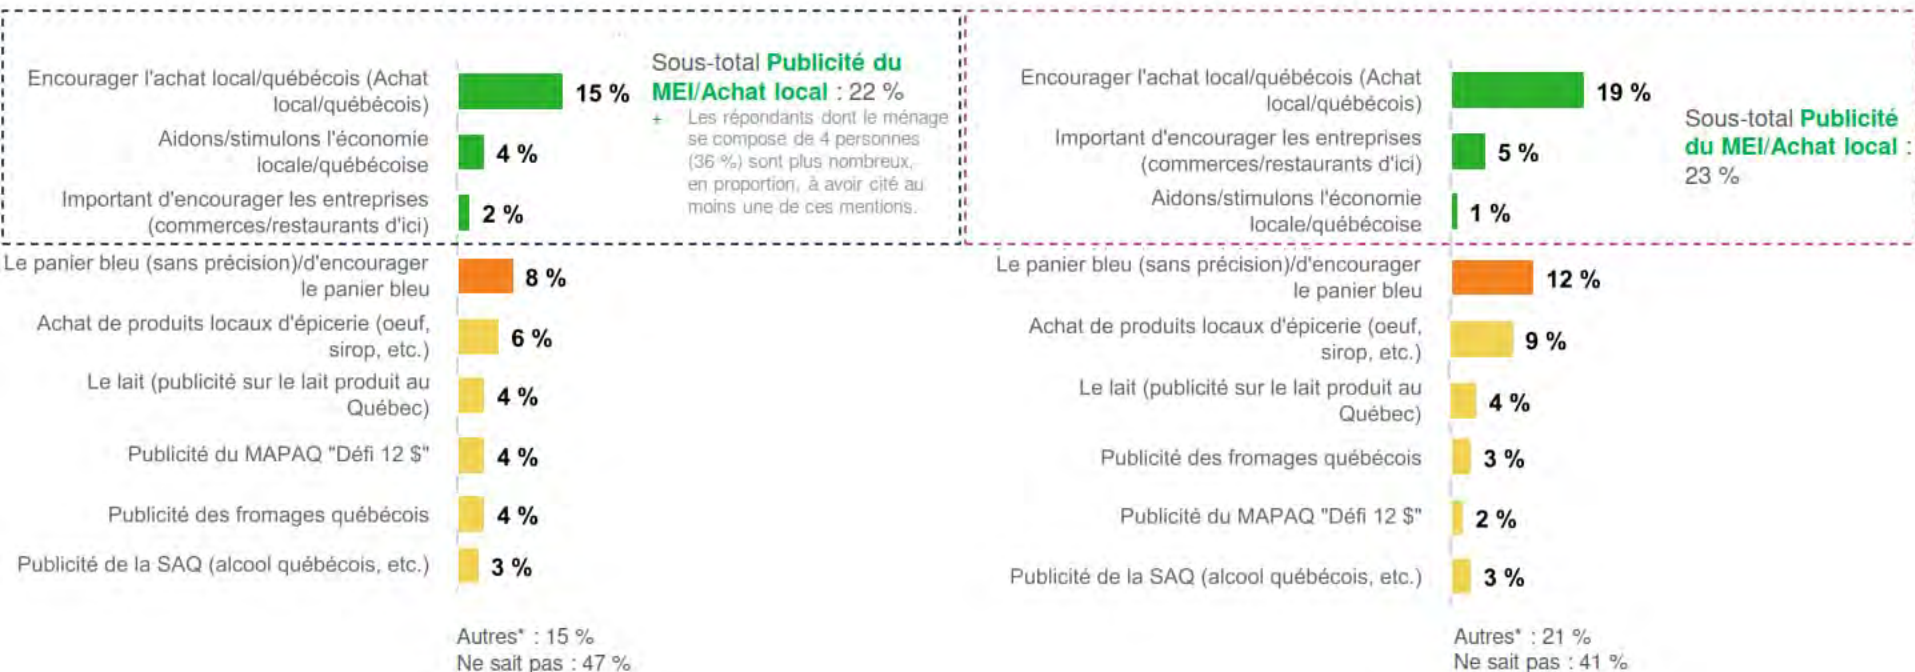 Encourager l'achat local/québécois (Achat
local/québécois)
15 %
Aidons/stimulons l'économie
locale/québécoise
4 %
Important d'encourager les entreprises
(commerces/restaurants d'ici)
2 %
Sous-total Publicité du
MEI/Achat local : 22 %
+ Les répondants dont le ménage
se compose de 4 personnes
(36 %) sont plus nombreux,
en proportion, à avoir cité au
moins une de ces mentions.
Le panier bleu (sans précision)/d'encourager
le panier bleu
8 %
Achat de produits locaux d'épicerie (oeuf,
sirop, etc.)
6 %
Le lait (publicité sur le lait produit au
Québec)
4 %
Publicité du MAPAQ "Défi 12 $"
4 %
Publicité des fromages québécois
4 %
Publicité de la SAQ (alcool québécois, etc.)
3 %
Autres* : 15 %
Ne sait pas : 47 %
Encourager l'achat local/québécois (Achat
local/québécois)
19 %
Important d'encourager les entreprises
(commerces/restaurants d'ici)
5 %
Aidons/stimulons l'économie
locale/québécoise
1 %
Sous-total Publicité
du MEI/Achat local :
23 %
Le panier bleu (sans précision)/d'encourager
le panier bleu
12 %
Achat de produits locaux d'épicerie (oeuf,
sirop, etc.)
9 %
Le lait (publicité sur le lait produit au
Québec)
4 %
Publicité des fromages québécois
3 %
Publicité du MAPAQ "Défi 12 $"
2 %
Publicité de la SAQ (alcool québécois, etc.)
3 %
Autres* : 21 %
Ne sait pas : 41 %